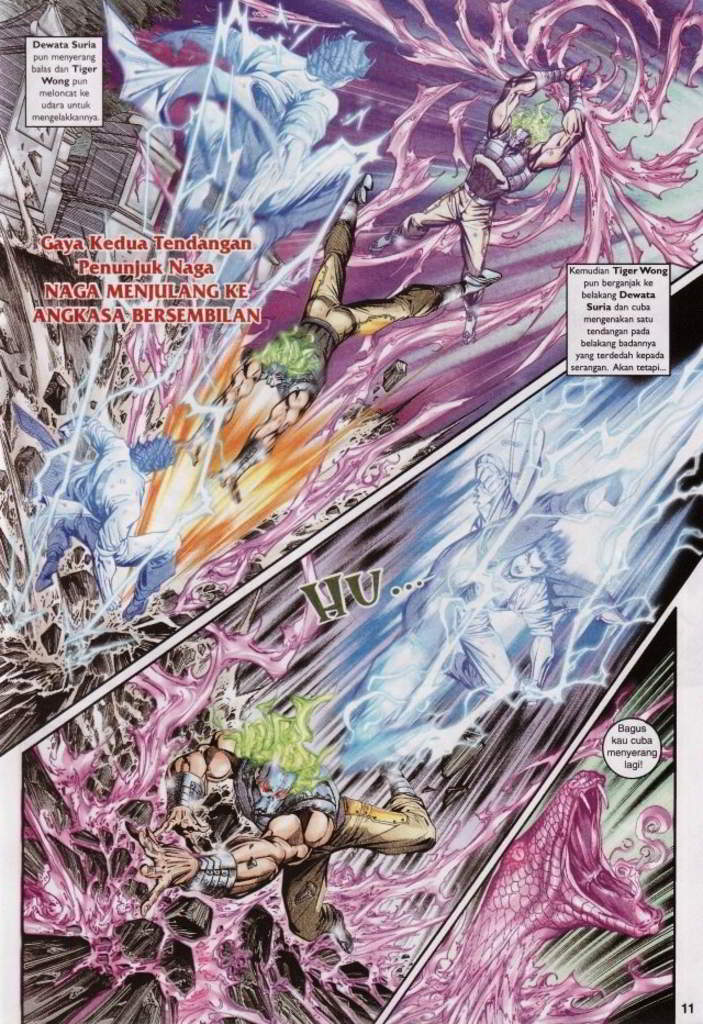 Dewata Suria
pun menyerang
balas dan Tiger
Wong pun
meloncat ke
udara untuk
mengelakkannya.
Gaya Kedua Tendangan
Penunjuk Naga
NAGA MENJULANG KE
ANGKASA BERSEMBILAN
Kemudian Tiger Wong
pun berganjak ke
belakang Dewata
Suria dan cuba
mengenakan satu
tendangan pada
belakang badannya
yang terdedah kepada
serangan. Akan tetapi...
HU...
Bagus
kau cuba
menyerang
lagi!
11